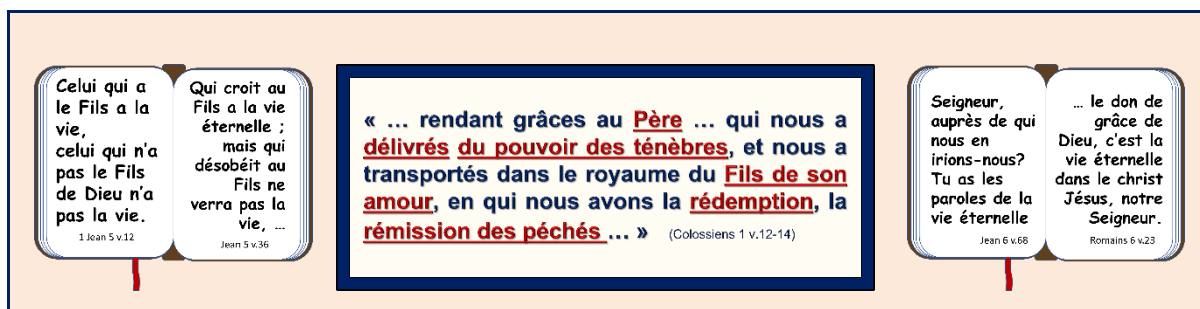 Celui qui a
le Fils a la
vie,
celui qui n'a
pas le Fils
de Dieu n'a
pas la vie.
1 Jean 5 v.12
Qui croit au
Fils a la vie
éternelle ;
mais qui
désobéit au
Fils ne
verra pas la
vie, ...
Jean 5 v.36
« ... rendant grâces au Père ... qui nous a
délivrés du pouvoir des ténèbres, et nous a
transportés dans le royaume du Fils de son
amour, en qui nous avons la rédemption, la
rémission des péchés ... » (Colossiens 1 v.12-14)
Seigneur,
auprès de qui
nous en
irions-nous?
Tu as les
paroles de la
vie éternelle
Jean 6 v.68
... le don de
grâce de
Dieu, c'est la
vie éternelle
dans le christ
Jésus, notre
Seigneur.
Romains 6 v.23